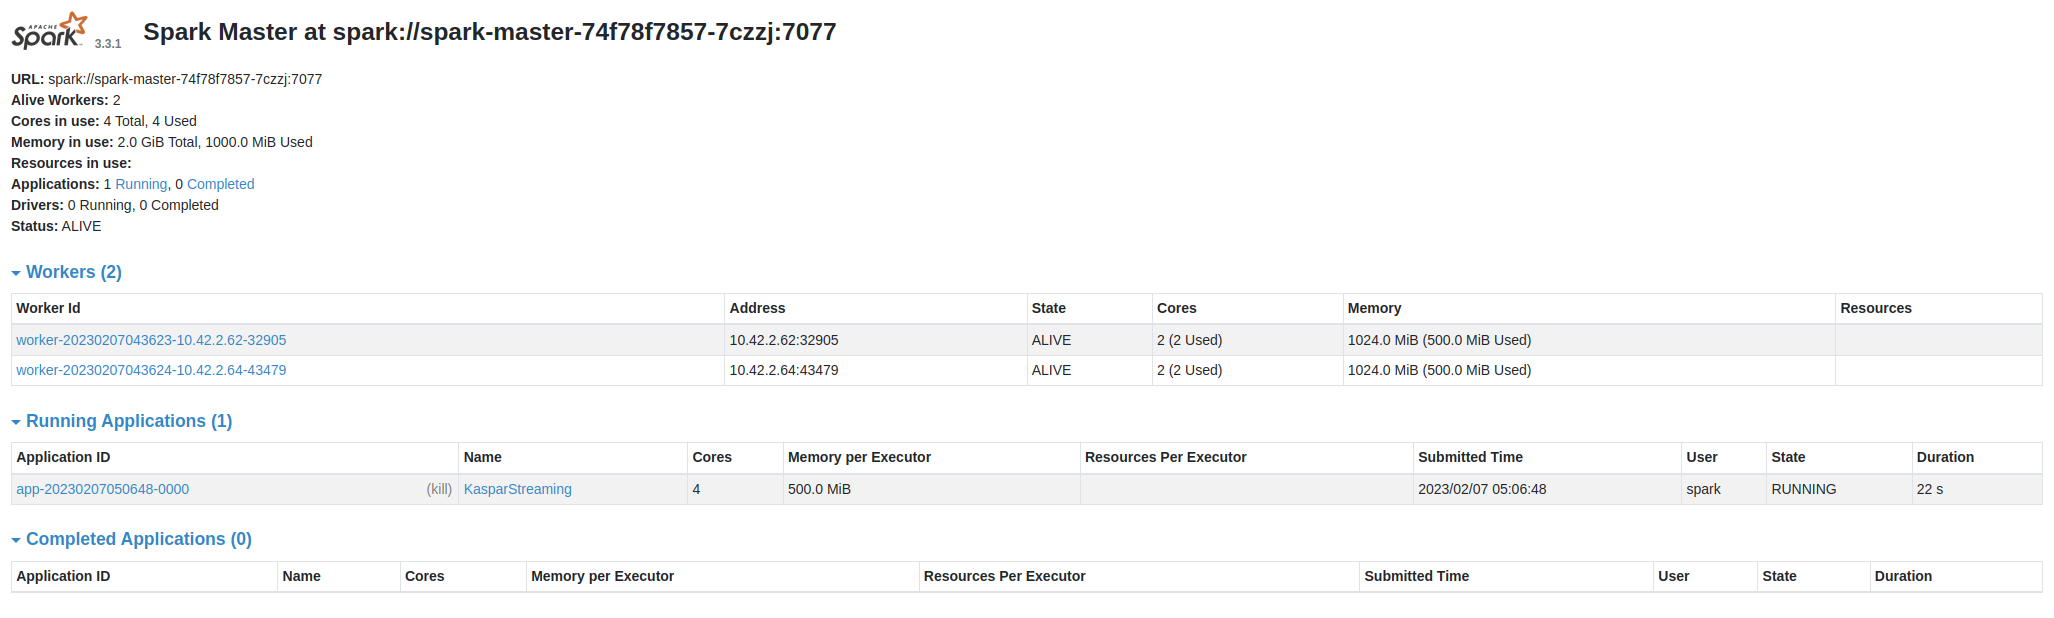 APACHE
Spark 3.3.1 Spark Master at spark://spark-master-74f78f7857-7czzj:7077
URL: spark://spark-master-74f78f7857-7czzj:7077
Alive Workers: 2
Cores in use: 4 Total, 4 Used
Memory in use: 2.0 GiB Total, 1000.0 MiB Used
Resources in use:
Applications: 1 Running, 0 Completed
Drivers: 0 Running, 0 Completed
Status: ALIVE
Workers (2)
Worker Id Address State Cores Memory Resources
worker-20230207043623-10.42.2.62-32905 10.42.2.62:32905 ALIVE 2 (2 Used) 1024.0 MiB (500.0 MiB Used)
worker-20230207043624-10.42.2.64-43479 10.42.2.64:43479 ALIVE 2 (2 Used) 1024.0 MiB (500.0 MiB Used)
Running Applications (1)
Application ID Name Cores Memory per Executor Resources Per Executor Submitted Time User State Duration
app-20230207050648-0000 (kill) KasparStreaming 4 500.0 MiB 2023/02/07 05:06:48 spark RUNNING 22 s
Completed Applications (0)
Application ID Name Cores Memory per Executor Resources Per Executor Submitted Time User State Duration